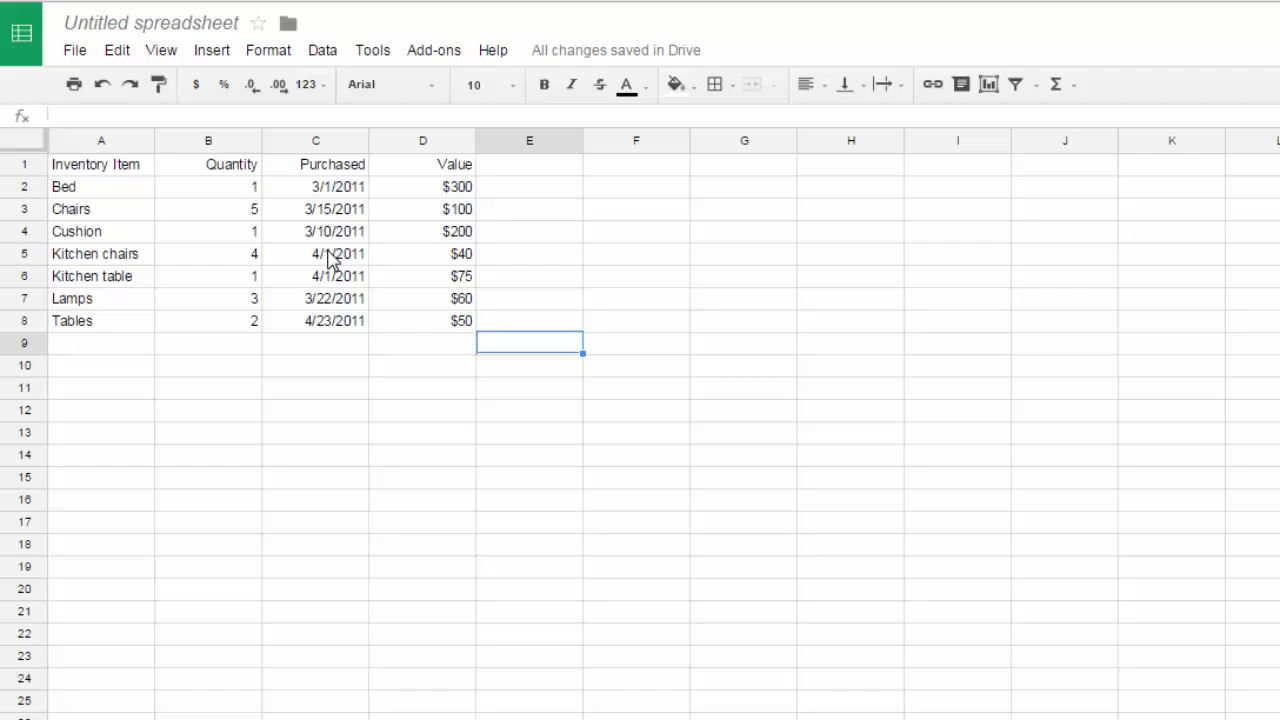 Untitled spreadsheet
File Edit View Insert Format Data Tools Add-ons Help All changes saved in Drive
$ % .0 .00 123 Arial 10 B I S A Σ
fx
A B C D E F G H I J K L
1 Inventory Item Quantity Purchased Value
2 Bed 1 3/1/2011 $300
3 Chairs 5 3/15/2011 $100
4 Cushion 1 3/10/2011 $200
5 Kitchen chairs 4 4/1/2011 $40
6 Kitchen table 1 4/1/2011 $75
7 Lamps 3 3/22/2011 $60
8 Tables 2 4/23/2011 $50
9
10
11
12
13
14
15
16
17
18
19
20
21
22
23
24
25